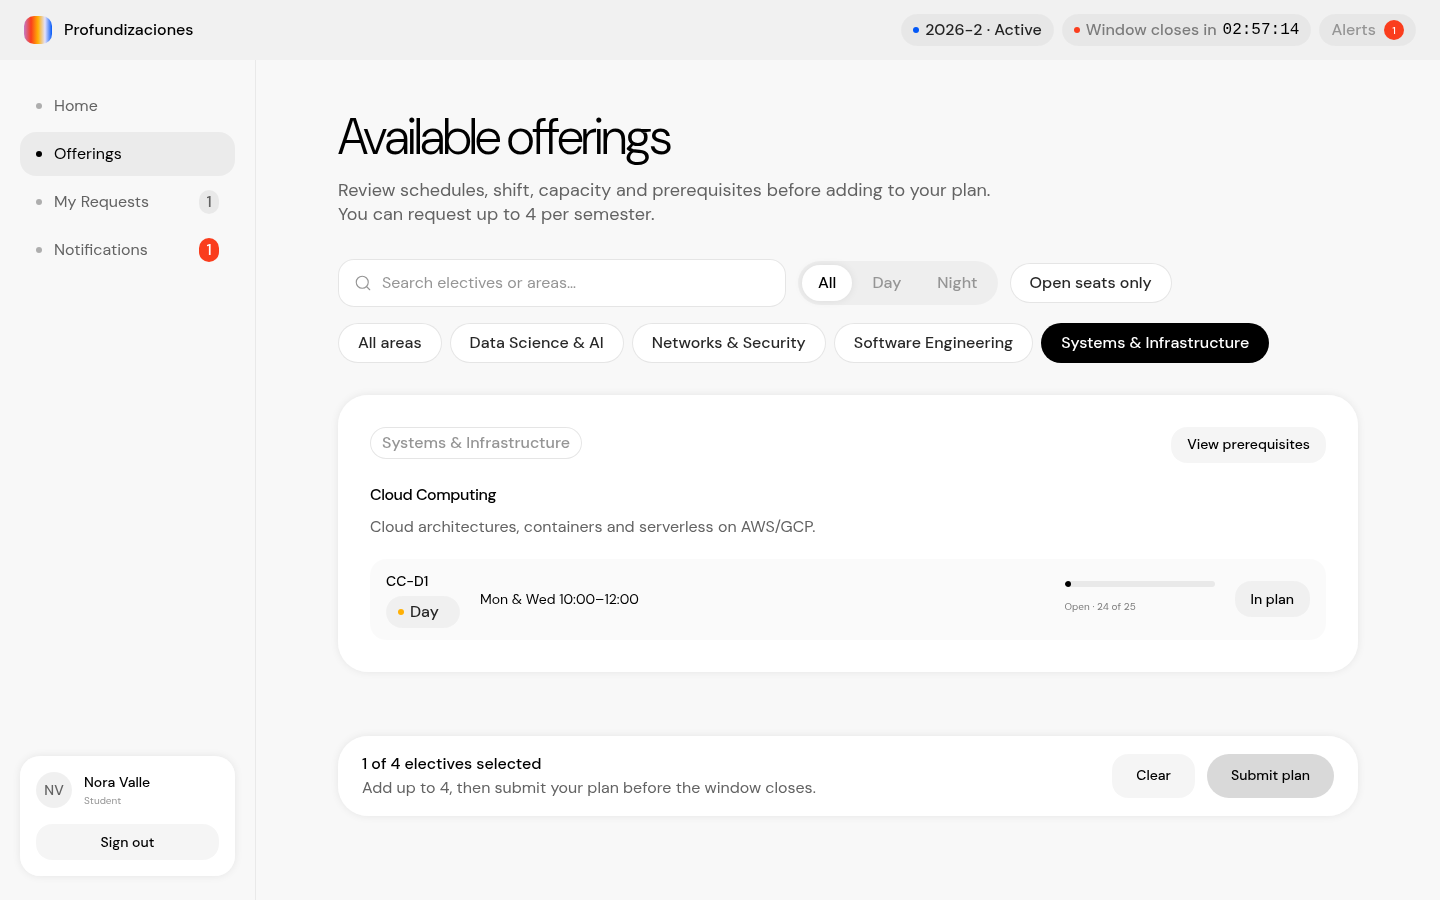 Profundizaciones
2026-2 · Active
Window closes in 02:57:14
Alerts 1
Home
Offerings
My Requests 1
Notifications 1
Available offerings
Review schedules, shift, capacity and prerequisites before adding to your plan.
You can request up to 4 per semester.
Search electives or areas...
All
Day
Night
Open seats only
All areas
Data Science & AI
Networks & Security
Software Engineering
Systems & Infrastructure
Systems & Infrastructure
View prerequisites
Cloud Computing
Cloud architectures, containers and serverless on AWS/GCP.
CC-D1
Day
Mon & Wed 10:00–12:00
Open · 24 of 25
In plan
1 of 4 electives selected
Add up to 4, then submit your plan before the window closes.
Clear
Submit plan
NV
Nora Valle
Student
Sign out